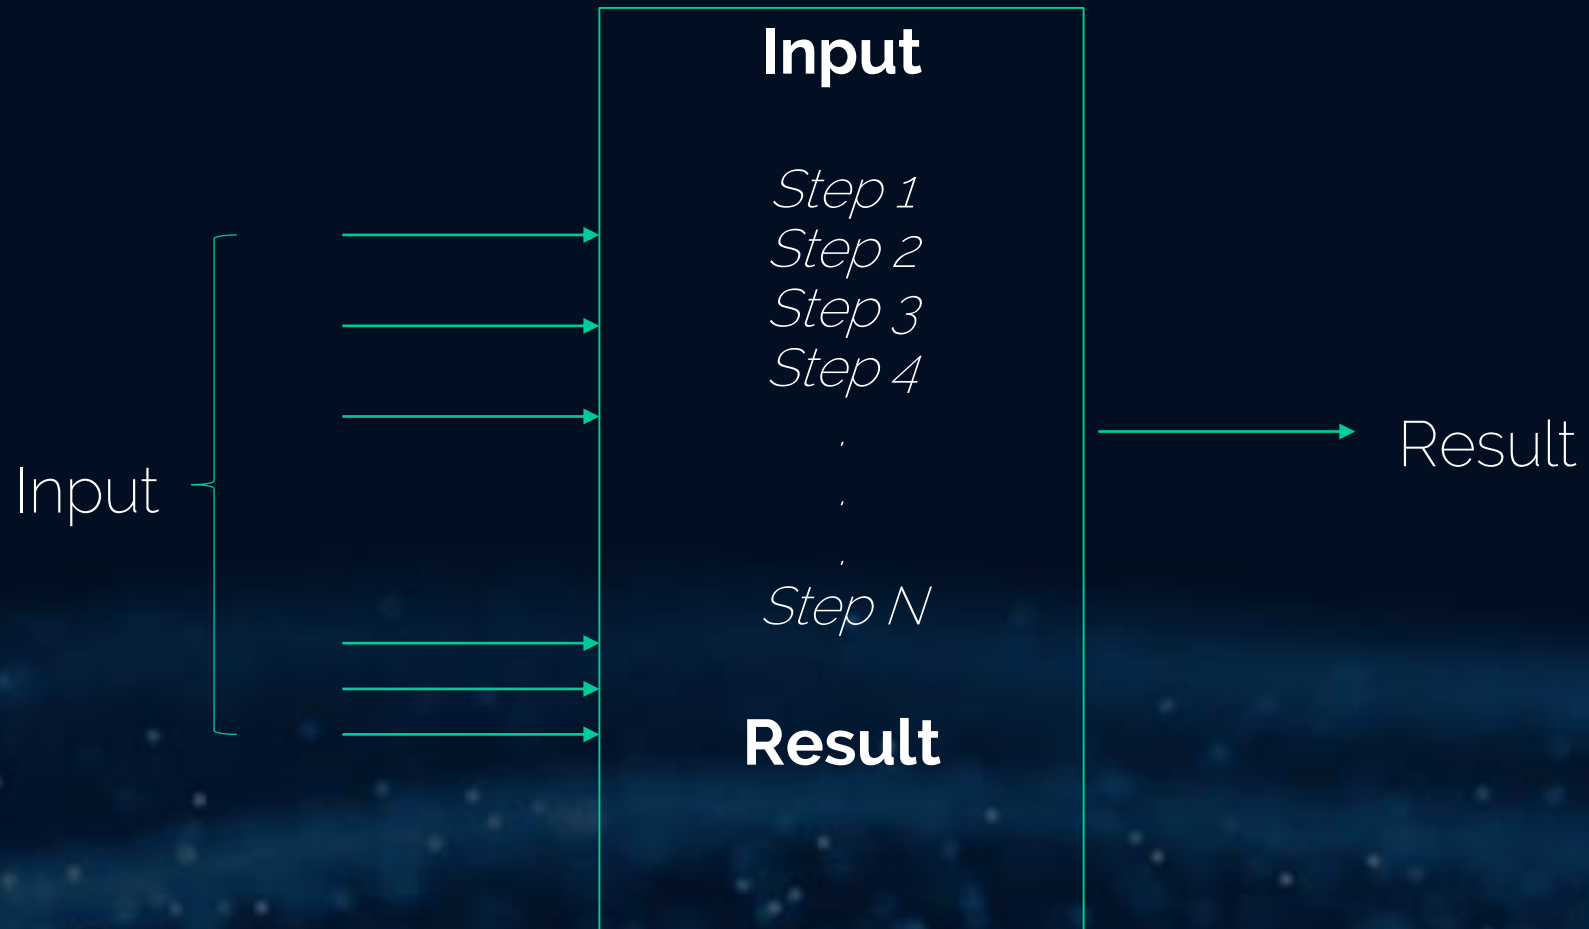 Input
Step 1
Step 2
Step 3
Step 4
.
.
.
Step N
Result
Input
Result